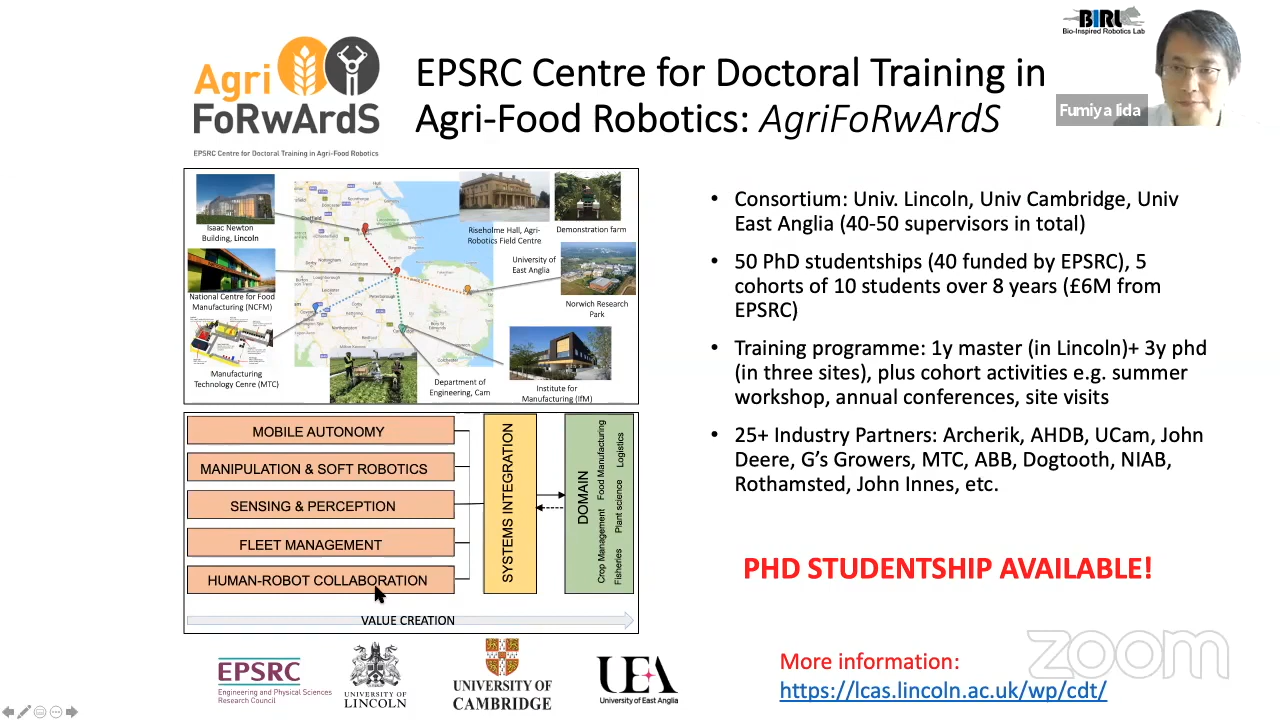 BIRL
Bio-Inspired Robotics Lab
Fumiya Iida
Agri
FoRwArdS
EPSRC Centre for Doctoral Training in Agri-Food Robotics
EPSRC Centre for Doctoral Training in
Agri-Food Robotics: AgriFoRwArdS
Isaac Newton
Building, Lincoln
National Centre for Food
Manufacturing (NCFM)
Manufacturing
Technology Cenre (MTC)
Riseholme Hall, Agri-
Robotics Field Centre
Demonstration farm
University of
East Anglia
Norwich Research
Park
Department of
Engineering, Cam
Institute for
Manufacturing (IfM)
MOBILE AUTONOMY
MANIPULATION & SOFT ROBOTICS
SENSING & PERCEPTION
FLEET MANAGEMENT
HUMAN-ROBOT COLLABORATION
SYSTEMS INTEGRATION
DOMAIN
Crop Management Food Manufacturing
Fisheries Plant science Logistics
VALUE CREATION
• Consortium: Univ. Lincoln, Univ Cambridge, Univ
East Anglia (40-50 supervisors in total)
• 50 PhD studentships (40 funded by EPSRC), 5
cohorts of 10 students over 8 years (£6M from
EPSRC)
• Training programme: 1y master (in Lincoln)+ 3y phd
(in three sites), plus cohort activities e.g. summer
workshop, annual conferences, site visits
• 25+ Industry Partners: Archerik, AHDB, UCam, John
Deere, G’s Growers, MTC, ABB, Dogtooth, NIAB,
Rothamsted, John Innes, etc.
PHD STUDENTSHIP AVAILABLE!
More information:
https://lcas.lincoln.ac.uk/wp/cdt/
zoom
EPSRC
Engineering and Physical Sciences
Research Council
UNIVERSITY OF
LINCOLN
UNIVERSITY OF
CAMBRIDGE
UEA
University of East Anglia